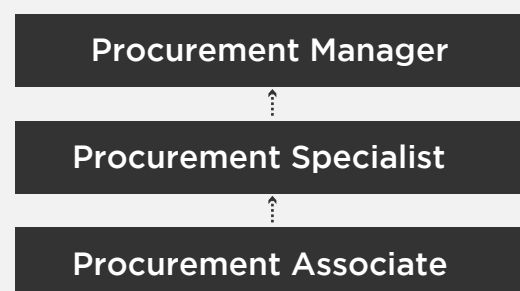 Procurement Manager
Procurement Specialist
Procurement Associate